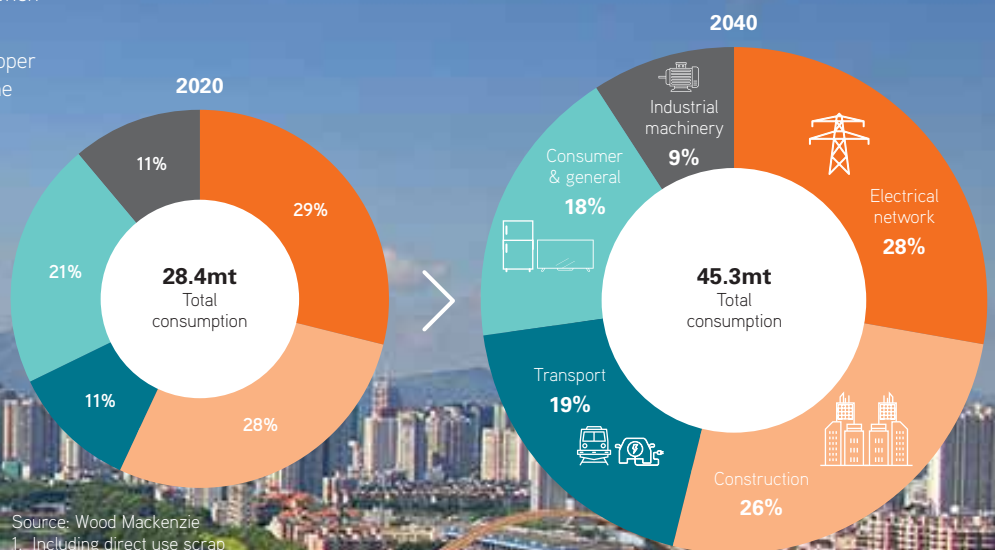 2020
11%
29%
21%
28.4mt
Total
consumption
11%
28%
2040
Industrial
machinery
9%
Consumer
& general
18%
Electrical
network
28%
45.3mt
Total
consumption
Transport
19%
Construction
26%
Source: Wood Mackenzie
1. Including direct use scrap